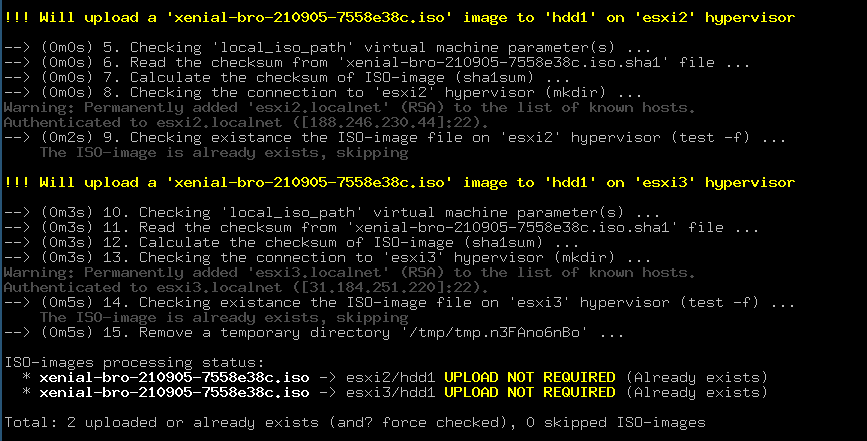 !!! Will upload a 'xenial-bro-210905-7558e38c.iso' image to 'hdd1' on 'esxi2' hypervisor
--> (0m0s) 5. Checking 'local_iso_path' virtual machine parameter(s) ...
--> (0m0s) 6. Read the checksum from 'xenial-bro-210905-7558e38c.iso.sha1' file ...
--> (0m0s) 7. Calculate the checksum of ISO-image (sha1sum) ...
--> (0m0s) 8. Checking the connection to 'esxi2' hypervisor (mkdir) ...
Warning: Permanently added 'esxi2.localnet' (RSA) to the list of known hosts.
Authenticated to esxi2.localnet ([188.246.230.44]:22).
--> (0m2s) 9. Checking existance the ISO-image file on 'esxi2' hypervisor (test -f) ...
The ISO-image is already exists, skipping
!!! Will upload a 'xenial-bro-210905-7558e38c.iso' image to 'hdd1' on 'esxi3' hypervisor
--> (0m3s) 10. Checking 'local_iso_path' virtual machine parameter(s) ...
--> (0m3s) 11. Read the checksum from 'xenial-bro-210905-7558e38c.iso.sha1' file ...
--> (0m3s) 12. Calculate the checksum of ISO-image (sha1sum) ...
--> (0m3s) 13. Checking the connection to 'esxi3' hypervisor (mkdir) ...
Warning: Permanently added 'esxi3.localnet' (RSA) to the list of known hosts.
Authenticated to esxi3.localnet ([31.184.251.220]:22).
--> (0m5s) 14. Checking existance the ISO-image file on 'esxi3' hypervisor (test -f) ...
The ISO-image is already exists, skipping
--> (0m5s) 15. Remove a temporary directory '/tmp/tmp.n3FAno6nBo' ...
ISO-images processing status:
* xenial-bro-210905-7558e38c.iso -> esxi2/hdd1 UPLOAD NOT REQUIRED (Already exists)
* xenial-bro-210905-7558e38c.iso -> esxi3/hdd1 UPLOAD NOT REQUIRED (Already exists)
Total: 2 uploaded or already exists (and? force checked), 0 skipped ISO-images